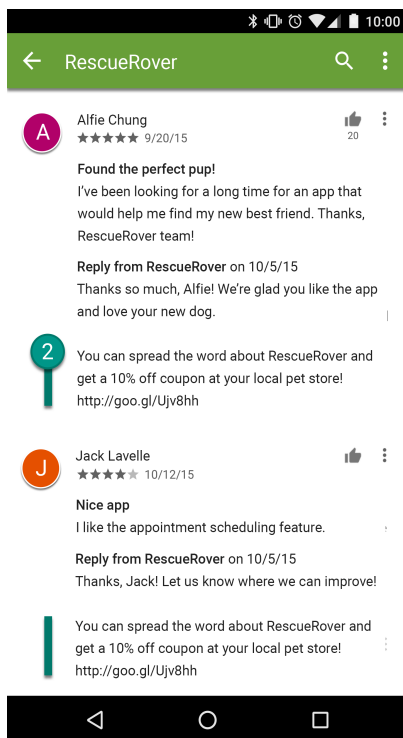 10:00
RescueRover
A
Alfie Chung
9/20/15
20
Found the perfect pup!
I've been looking for a long time for an app that
would help me find my new best friend. Thanks,
RescueRover team!
Reply from RescueRover on 10/5/15
Thanks so much, Alfie! We're glad you like the app
and love your new dog.
2
You can spread the word about RescueRover and
get a 10% off coupon at your local pet store!
http://goo.gl/Ujv8hh
J
Jack Lavelle
10/12/15
Nice app
I like the appointment scheduling feature.
Reply from RescueRover on 10/5/15
Thanks, Jack! Let us know where we can improve!
You can spread the word about RescueRover and
get a 10% off coupon at your local pet store!
http://goo.gl/Ujv8hh